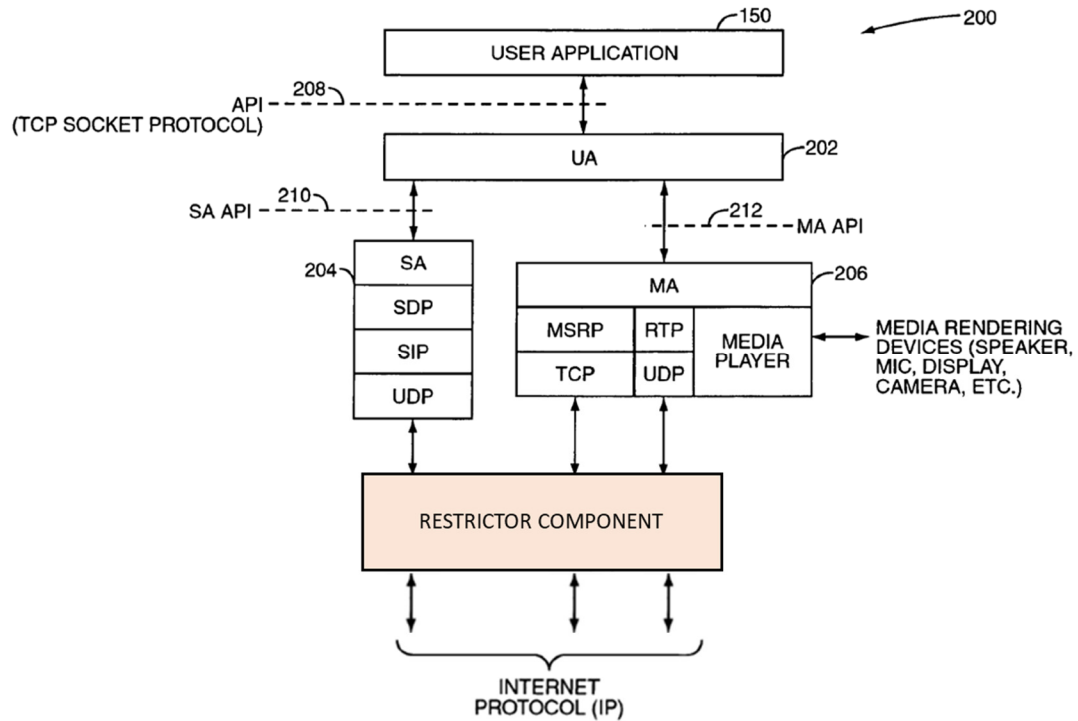 150
200
USER APPLICATION
208
API
(TCP SOCKET PROTOCOL)
UA
202
210
SA API
212
MA API
204
SA
SDP
SIP
UDP
206
MA
MSRP
RTP
TCP
UDP
MEDIA
PLAYER
MEDIA RENDERING
DEVICES (SPEAKER,
MIC, DISPLAY,
CAMERA, ETC.)
RESTRICTOR COMPONENT
INTERNET
PROTOCOL (IP)